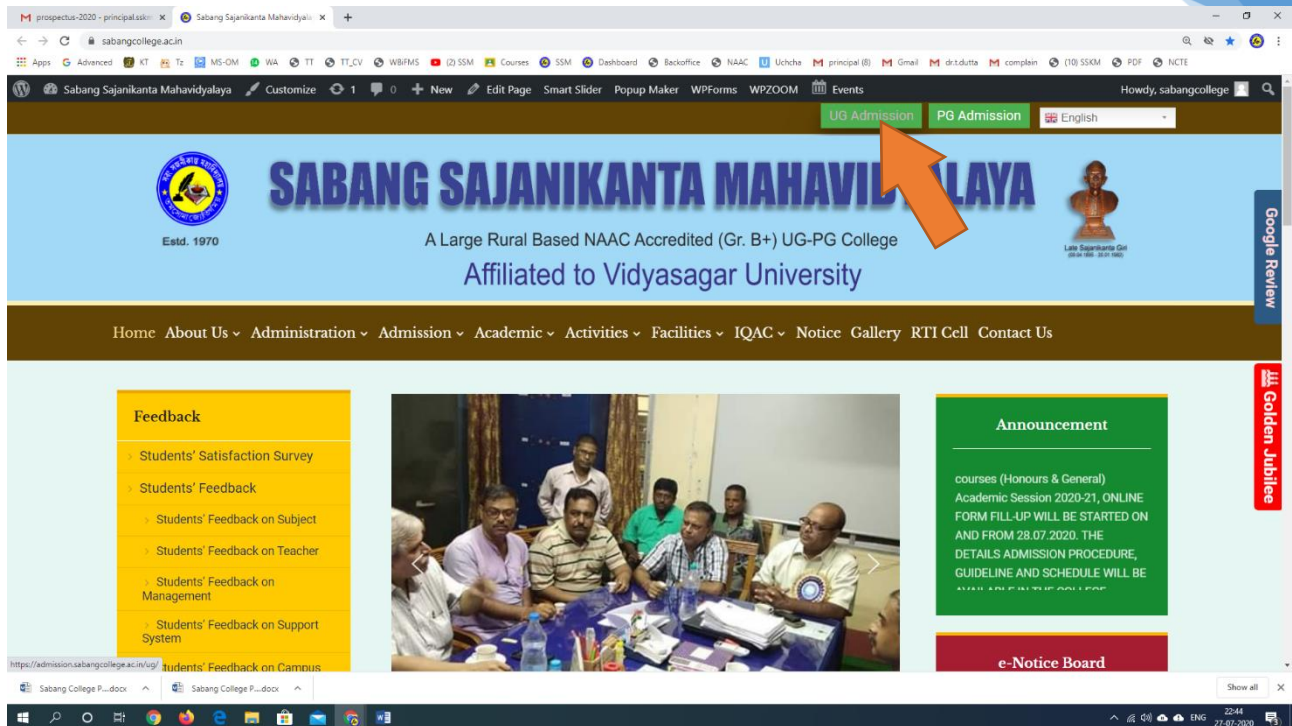 prospectus-2020 - principal.sskm
Sabang Sajanikanta Mahavidyala
sabangcollege.ac.in
Apps Advanced KT Tz MS-OM WA TT TT_CV WBiFMS (2) SSM Courses SSM Dashboard Backoffice NAAC Uchcha principal (8) Gmail dr.t.dutta complain (10) SSKM PDF NCTE
Sabang Sajanikanta Mahavidyalaya Customize 1 0 New Edit Page Smart Slider Popup Maker WPForms WPZOOM Events Howdy, sabangcollege
UG Admission PG Admission English
SABANG SAJANIKANTA
Estd. 1970
A Large Rural Based NAAC Accredited (Gr. B+) UG-PG College
Late Sajanikanta Giri
Affiliated to Vidyasagar University
Google Review
Home About Us Administration Admission Academic Activities Facilities IQAC Notice Gallery RTI Cell Contact Us
Golden Jubilee
Feedback
Students' Satisfaction Survey
Students' Feedback
Students' Feedback on Subject
Students' Feedback on Teacher
Students' Feedback on
Management
Students' Feedback on Support
System
tudents' Feedback on Campus
Announcement
courses (Honours & General)
Academic Session 2020-21, ONLINE
FORM FILL-UP WILL BE STARTED ON
AND FROM 28.07.2020. THE
DETAILS ADMISSION PROCEDURE,
GUIDELINE AND SCHEDULE WILL BE
e-Notice Board
https://admission.sabangcollege.ac.in/ug/
Sabang College P....docx
Sabang College P....docx
Show all
ENG
22:44
27-07-2020